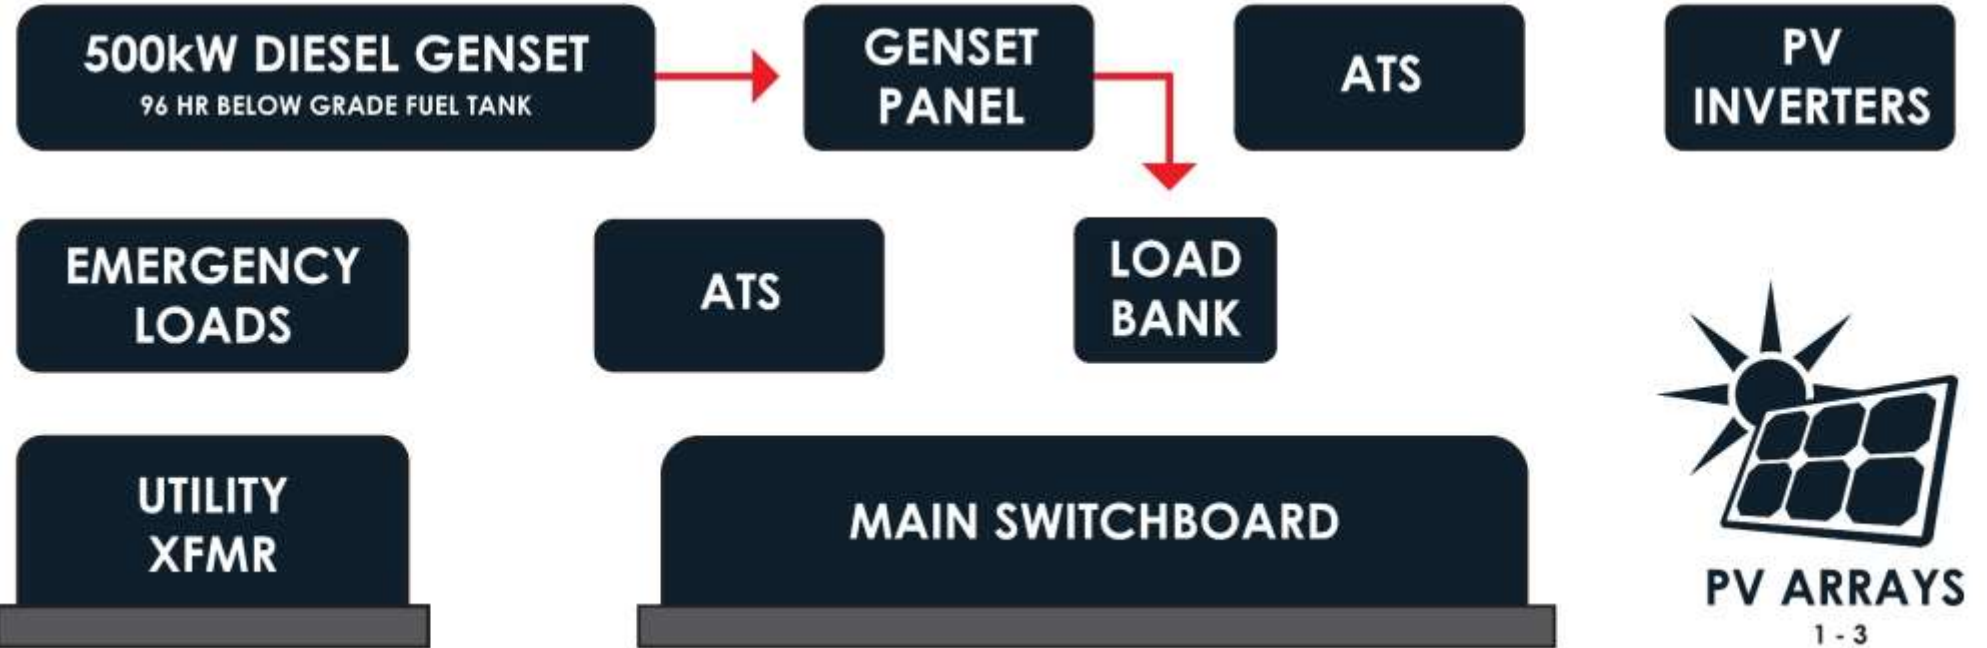 500kW DIESEL GENSET
96 HR BELOW GRADE FUEL TANK
GENSET
PANEL
ATS
PV
INVERTERS
EMERGENCY
LOADS
ATS
LOAD
BANK
UTILITY
XFMR
MAIN SWITCHBOARD
PV ARRAYS
1 - 3